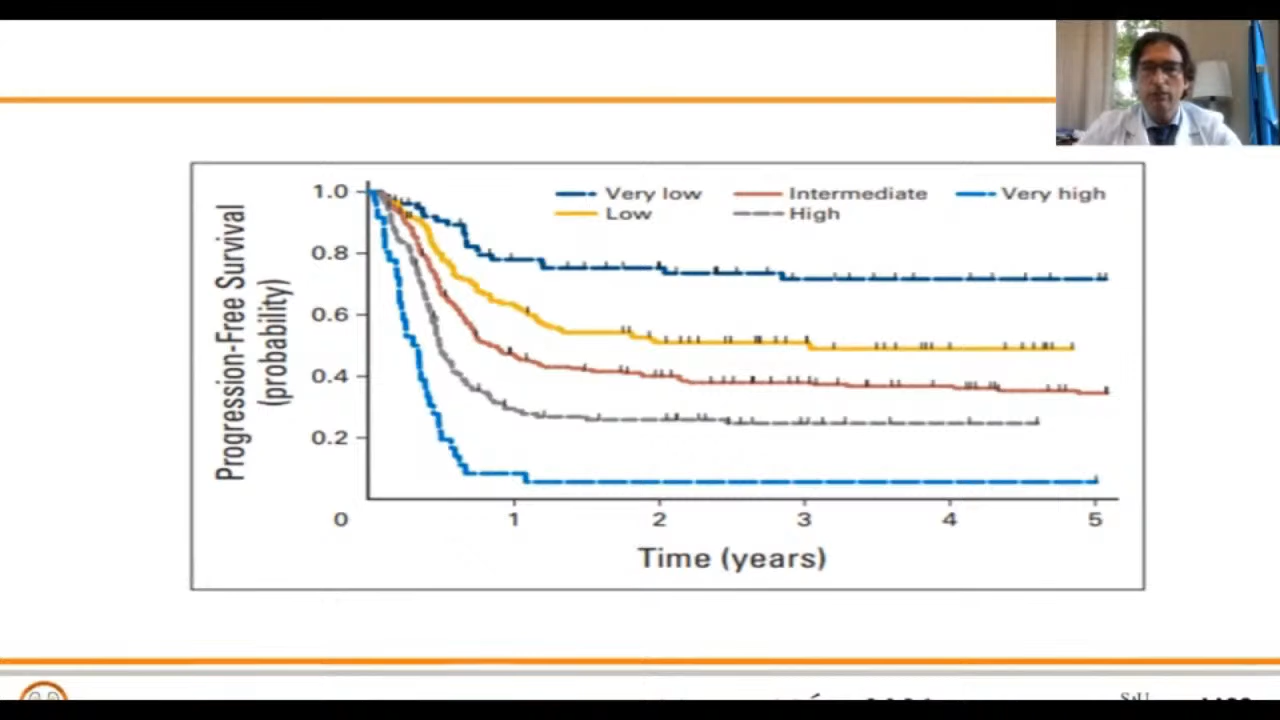 Very low Intermediate Very high
Low High
Progression-Free Survival
(probability)
1.0
0.8
0.6
0.4
0.2
0 1 2 3 4 5
Time (years)